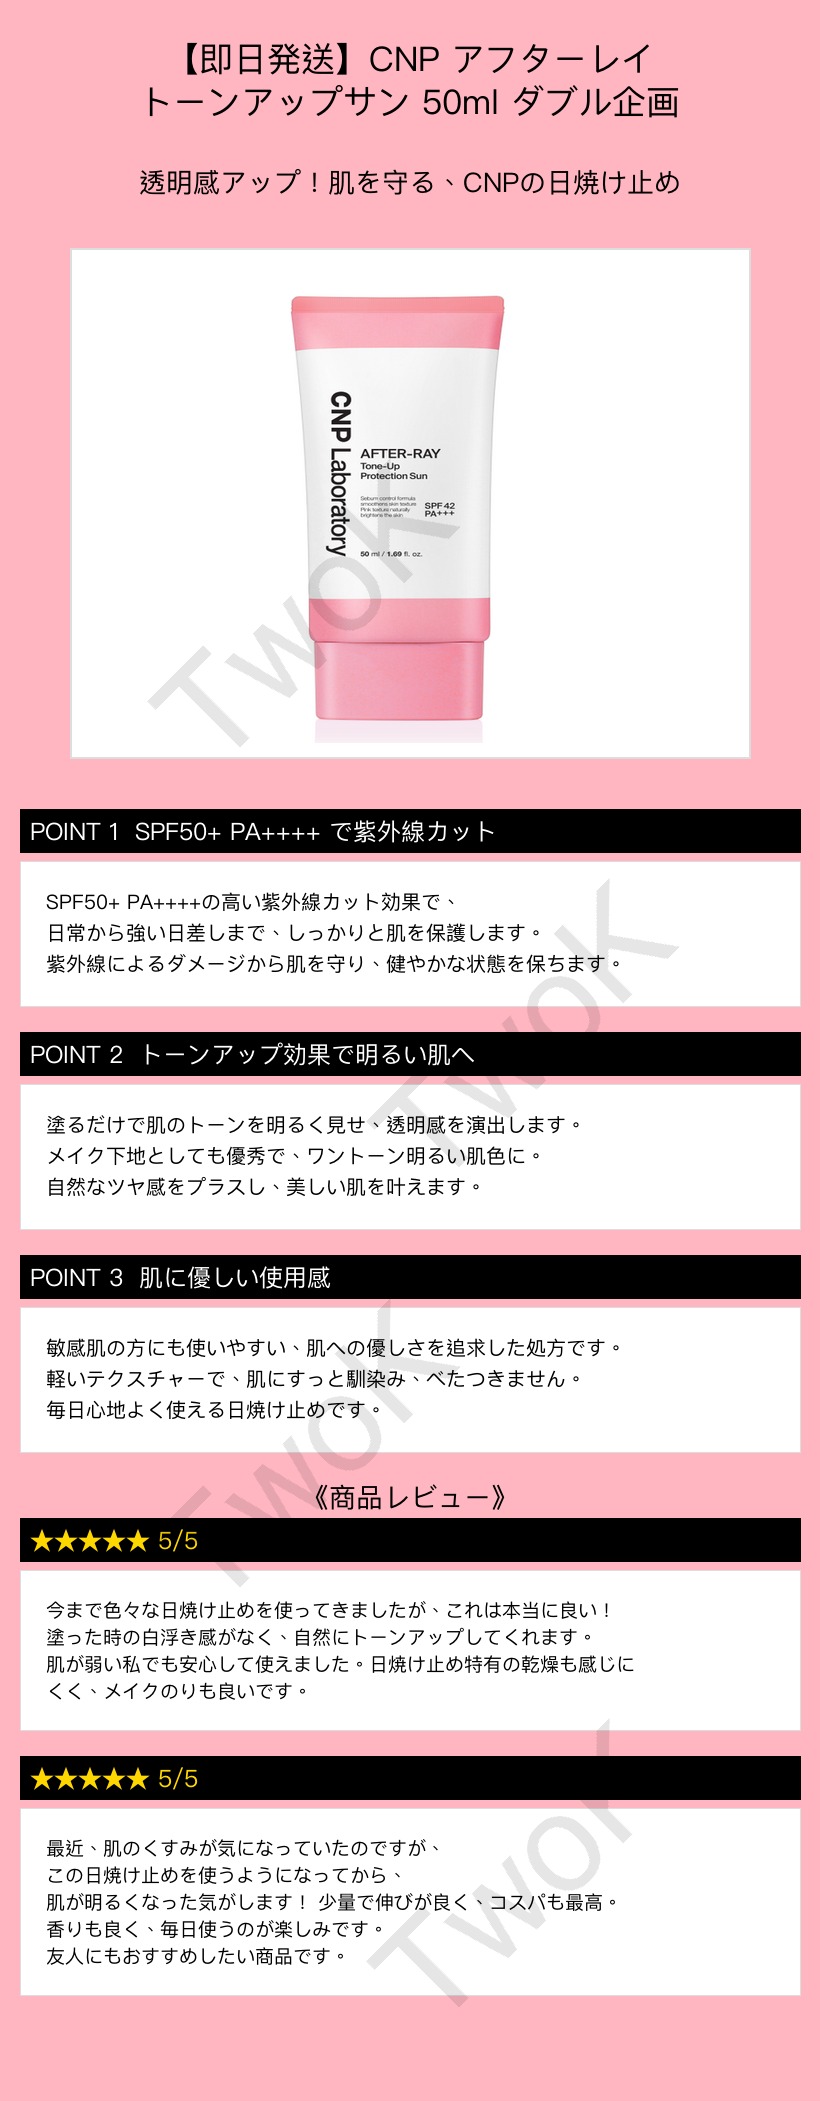 【即日発送】CNP アフターレイ
トーンアップサン 50ml ダブル企画
透明感アップ！肌を守る、CNPの日焼け止め
CNP Laboratory
AFTER-RAY
Tone-Up
Protection Sun
Sebum control formula
smoothens skin texture
Pink texture naturally
brightens the skin
SPF 42
PA+++
50 ml / 1.69 fl. oz.
TwoK
POINT 1 SPF50+ PA++++ で紫外線カット
SPF50+ PA++++の高い紫外線カット効果で、
日常から強い日差しまで、しっかりと肌を保護します。
紫外線によるダメージから肌を守り、健やかな状態を保ちます。
TwoK
POINT 2 トーンアップ効果で明るい肌へ
塗るだけで肌のトーンを明るく見せ、透明感を演出します。
メイク下地としても優秀で、ワントーン明るい肌色に。
自然なツヤ感をプラスし、美しい肌を叶えます。
POINT 3 肌に優しい使用感
敏感肌の方にも使いやすい、肌への優しさを追求した処方です。
軽いテクスチャーで、肌にすっと馴染み、べたつきません。
毎日心地よく使える日焼け止めです。
TwoK
《商品レビュー》
★★★★★ 5/5
今まで色々な日焼け止めを使ってきましたが、これは本当に良い！
塗った時の白浮き感がなく、自然にトーンアップしてくれます。
肌が弱い私でも安心して使えました。日焼け止め特有の乾燥も感じに
くく、メイクのりも良いです。
★★★★★ 5/5
最近、肌のくすみが気になっていたのですが、
この日焼け止めを使うようになってから、
肌が明るくなった気がします！ 少量で伸びが良く、コスパも最高。
香りも良く、毎日使うのが楽しみです。
友人にもおすすめしたい商品です。
TwoK